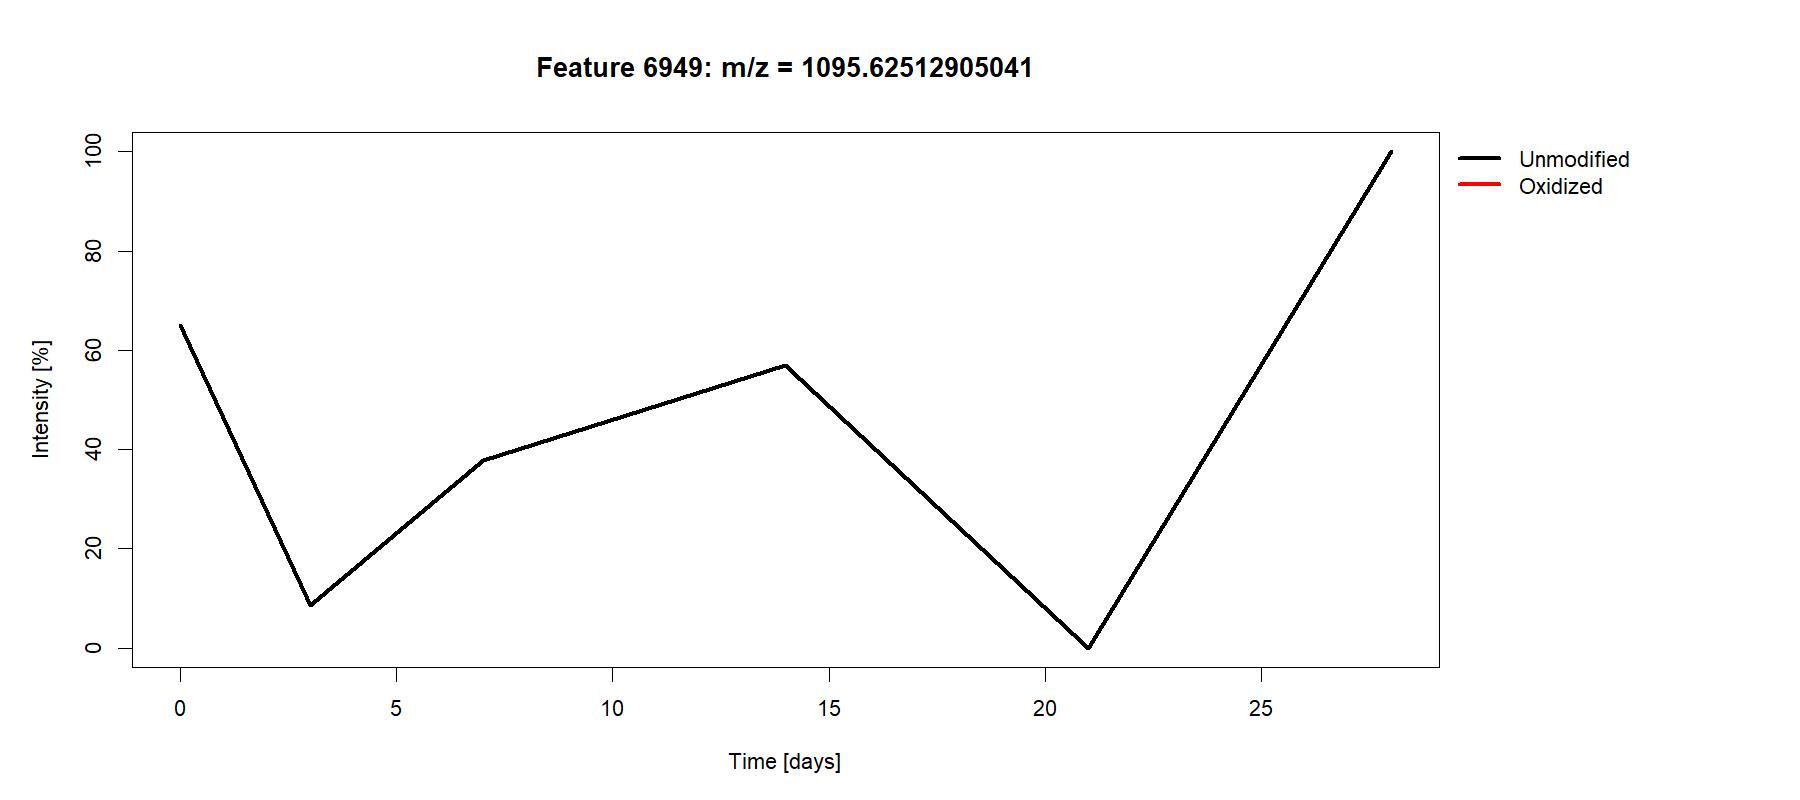 Feature 6949: m/z = 1095.62512905041
Unmodified
Oxidized
Intensity [%]
100
80
60
40
20
0
0 5 10 15 20 25
Time [days]